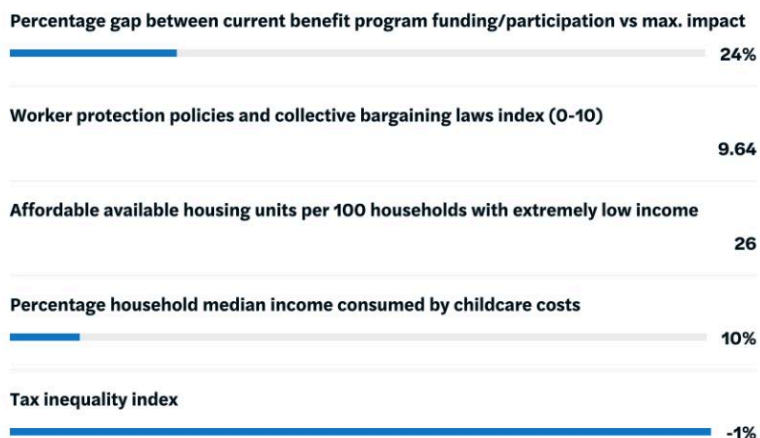 Percentage gap between current benefit program funding/participation vs max. impact
24%
Worker protection policies and collective bargaining laws index (0-10)
9.64
Affordable available housing units per 100 households with extremely low income
26
Percentage household median income consumed by childcare costs
10%
Tax inequality index
-1%